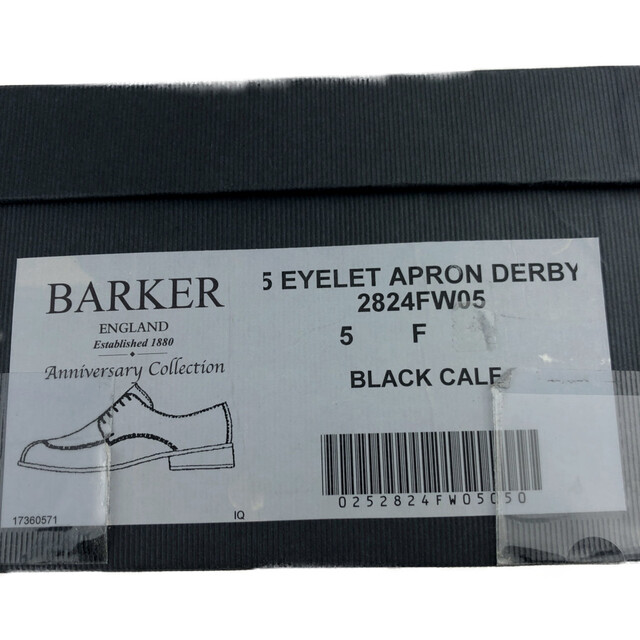 BARKER
ENGLAND
Established 1880
Anniversary Collection
5 EYELET APRON DERBY
2824FW05
5 F
BLACK CALF
0252824FW05050
17360571
IQ